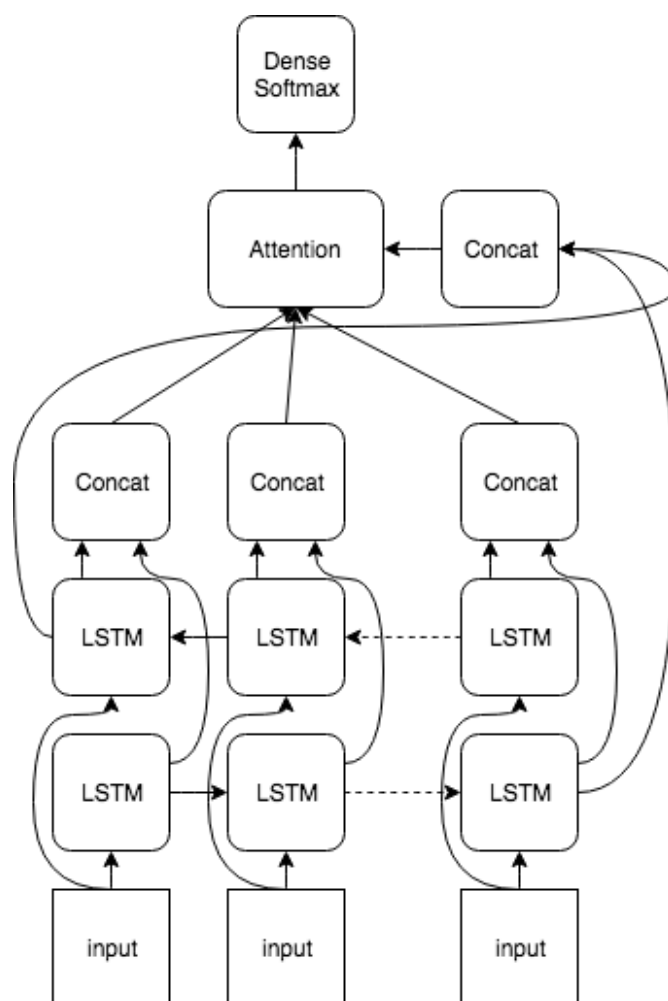 Dense
Softmax
Attention
Concat
Concat
Concat
Concat
LSTM
LSTM
LSTM
LSTM
LSTM
LSTM
input
input
input